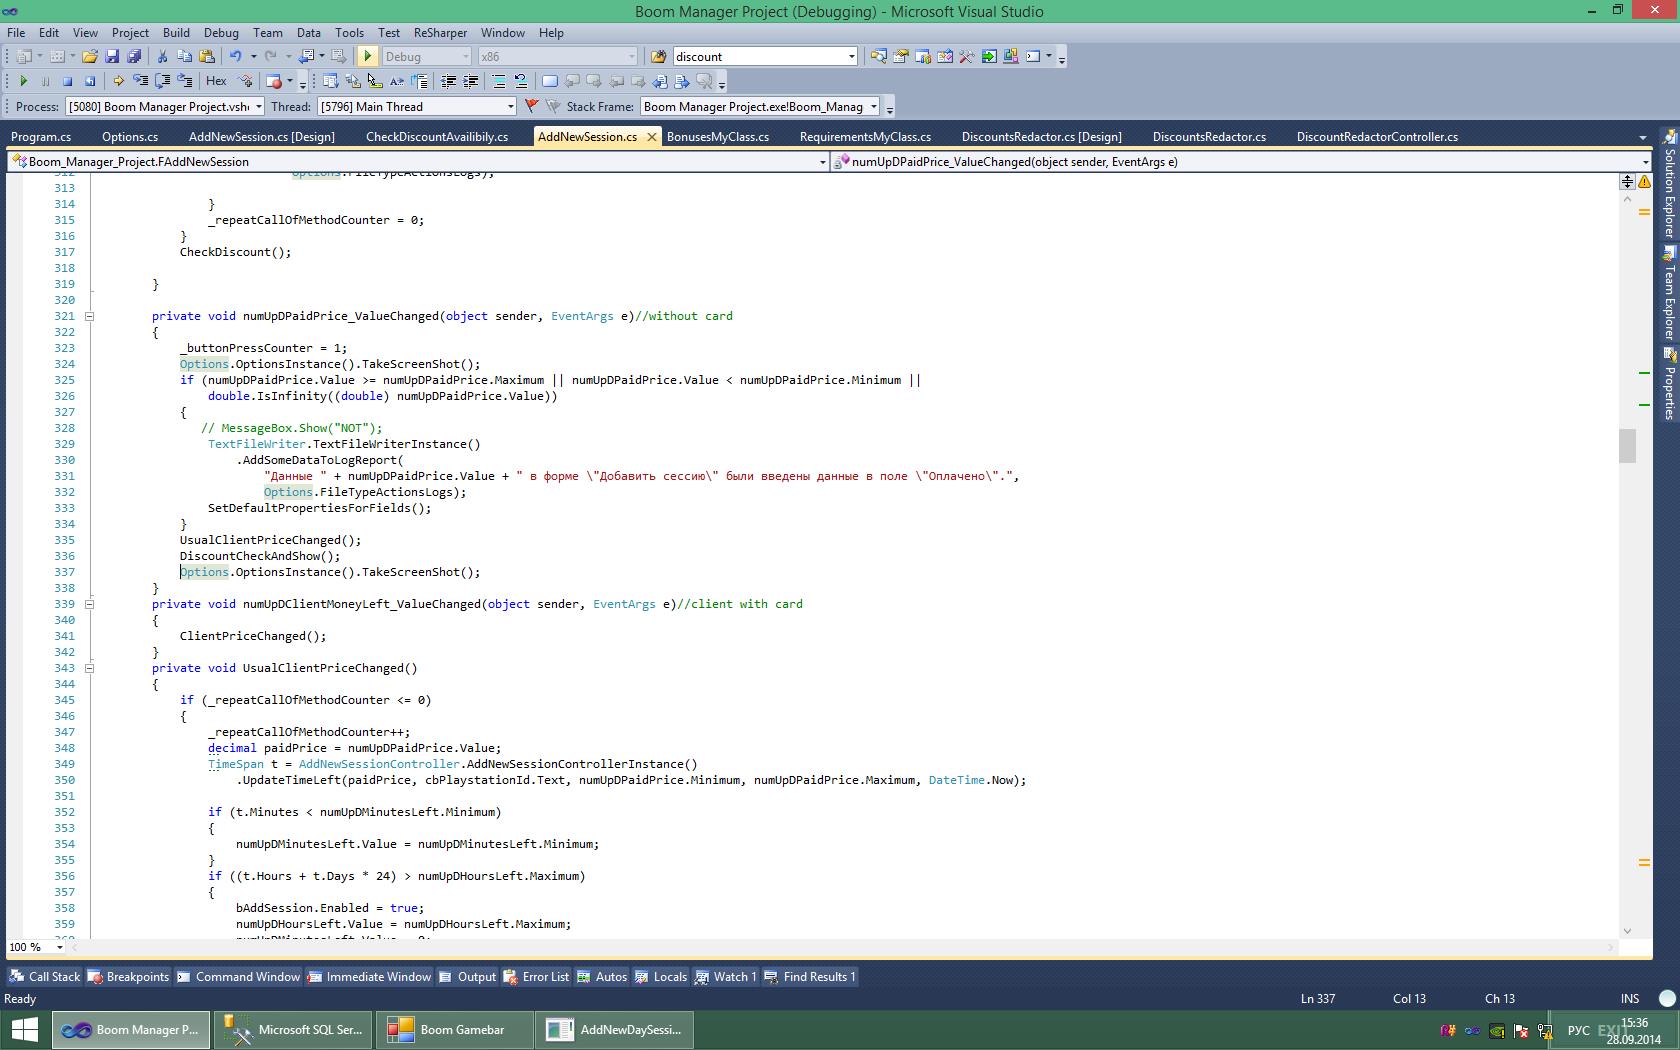 Boom Manager Project (Debugging) - Microsoft Visual Studio
File Edit View Project Build Debug Team Data Tools Test ReSharper Window Help
Debug x86 discount
Hex
Process: [5080] Boom Manager Project.vsh Thread: [5796] Main Thread Stack Frame: Boom Manager Project.exe!Boom_Manag
Program.cs Options.cs AddNewSession.cs [Design] CheckDiscountAvailibily.cs AddNewSession.cs BonusesMyClass.cs RequirementsMyClass.cs DiscountsRedactor.cs [Design] DiscountsRedactor.cs DiscountRedactorController.cs
Boom_Manager_Project.FAddNewSession numUpDPaidPrice_ValueChanged(object sender, EventArgs e)
312 Options.FileTypeActionsLogs);
313
314 }
315 _repeatCallOfMethodCounter = 0;
316 }
317 CheckDiscount();
318
319 }
320
321 private void numUpDPaidPrice_ValueChanged(object sender, EventArgs e)//without card
322 {
323 _buttonPressCounter = 1;
324 Options.OptionsInstance().TakeScreenShot();
325 if (numUpDPaidPrice.Value >= numUpDPaidPrice.Maximum || numUpDPaidPrice.Value < numUpDPaidPrice.Minimum ||
326 double.IsInfinity((double) numUpDPaidPrice.Value))
327 {
328 // MessageBox.Show("NOT");
329 TextFileWriter.TextFileWriterInstance()
330 .AddSomeDataToLogReport(
331 "Данные " + numUpDPaidPrice.Value + " в форме \"Добавить сессию\" были введены данные в поле \"Оплачено\".",
332 Options.FileTypeActionsLogs);
333 SetDefaultPropertiesForFields();
334 }
335 UsualClientPriceChanged();
336 DiscountCheckAndShow();
337 Options.OptionsInstance().TakeScreenShot();
338 }
339 private void numUpDClientMoneyLeft_ValueChanged(object sender, EventArgs e)//client with card
340 {
341 ClientPriceChanged();
342 }
343 private void UsualClientPriceChanged()
344 {
345 if (_repeatCallOfMethodCounter <= 0)
346 {
347 _repeatCallOfMethodCounter++;
348 decimal paidPrice = numUpDPaidPrice.Value;
349 TimeSpan t = AddNewSessionController.AddNewSessionControllerInstance()
350 .UpdateTimeLeft(paidPrice, cbPlaystationId.Text, numUpDPaidPrice.Minimum, numUpDPaidPrice.Maximum, DateTime.Now);
351
352 if (t.Minutes < numUpDMinutesLeft.Minimum)
353 {
354 numUpDMinutesLeft.Value = numUpDMinutesLeft.Minimum;
355 }
356 if ((t.Hours + t.Days * 24) > numUpDHoursLeft.Maximum)
357 {
358 bAddSession.Enabled = true;
359 numUpDHoursLeft.Value = numUpDHoursLeft.Maximum;
Solution Explorer
Team Explorer
Properties
100 %
Call Stack Breakpoints Command Window Immediate Window Output Error List Autos Locals Watch 1 Find Results 1
Ready Ln 337 Col 13 Ch 13 INS
Boom Manager P... Microsoft SQL Ser... Boom Gamebar AddNewDaySessi... РУС EXIT 15:36
28.09.2014